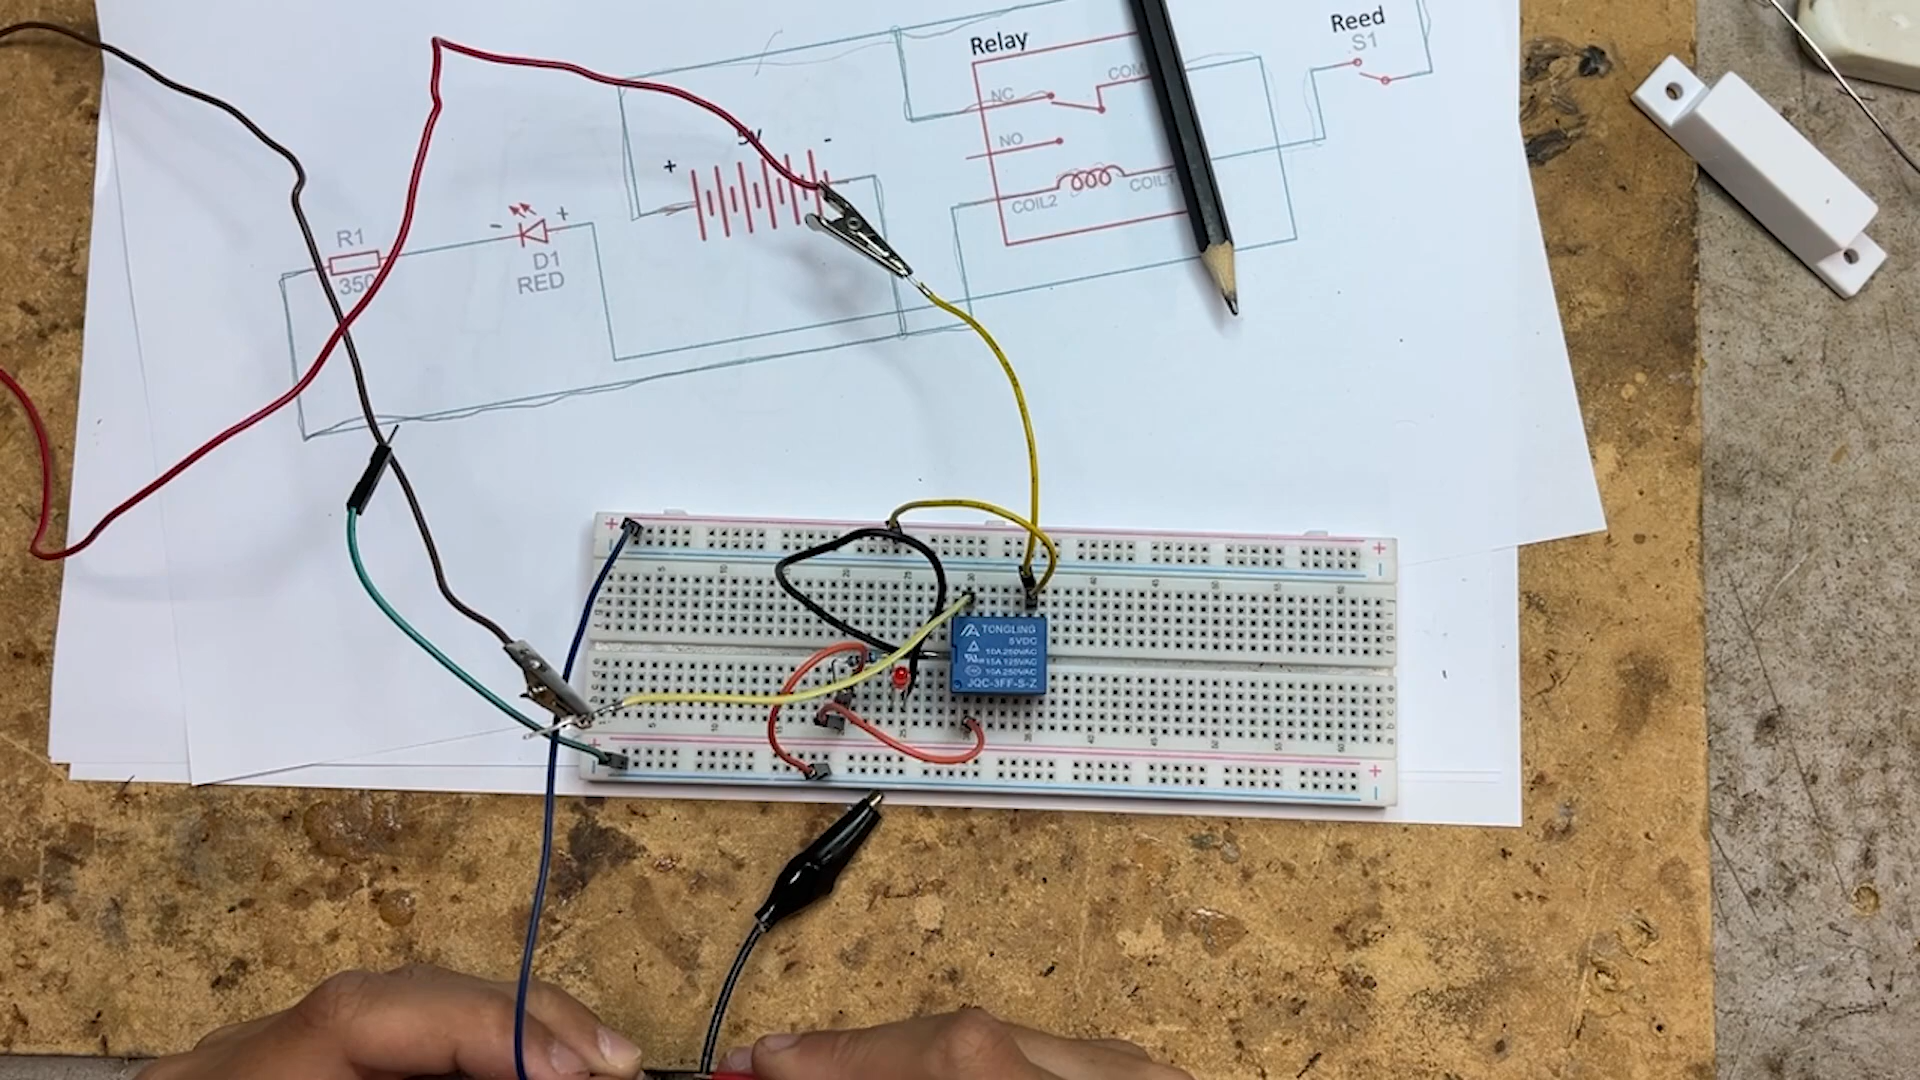 Reed
S1
Relay
COM
NC
NO
COIL1
COIL2
+
-
R1
350
-
+
D1
RED
TONGLING
5VDC
10A 250VAC
15A 125VAC
10A 250VAC
JQC-3FF-S-Z